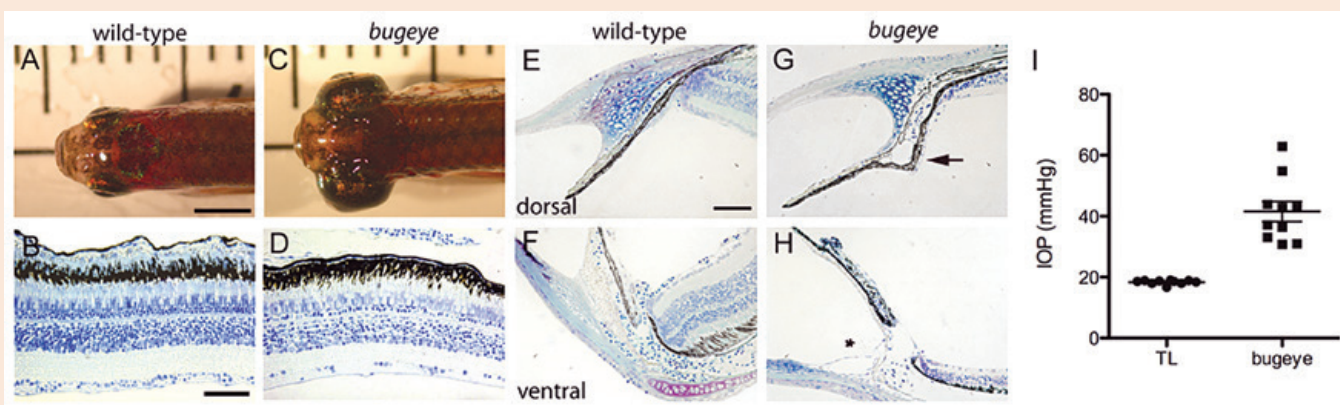 wild-type
bugeye
wild-type
bugeye
A
C
E
G
I
dorsal
B
D
F
H
ventral
*
IOP (mmHg)
80
60
40
20
0
TL
bugeye